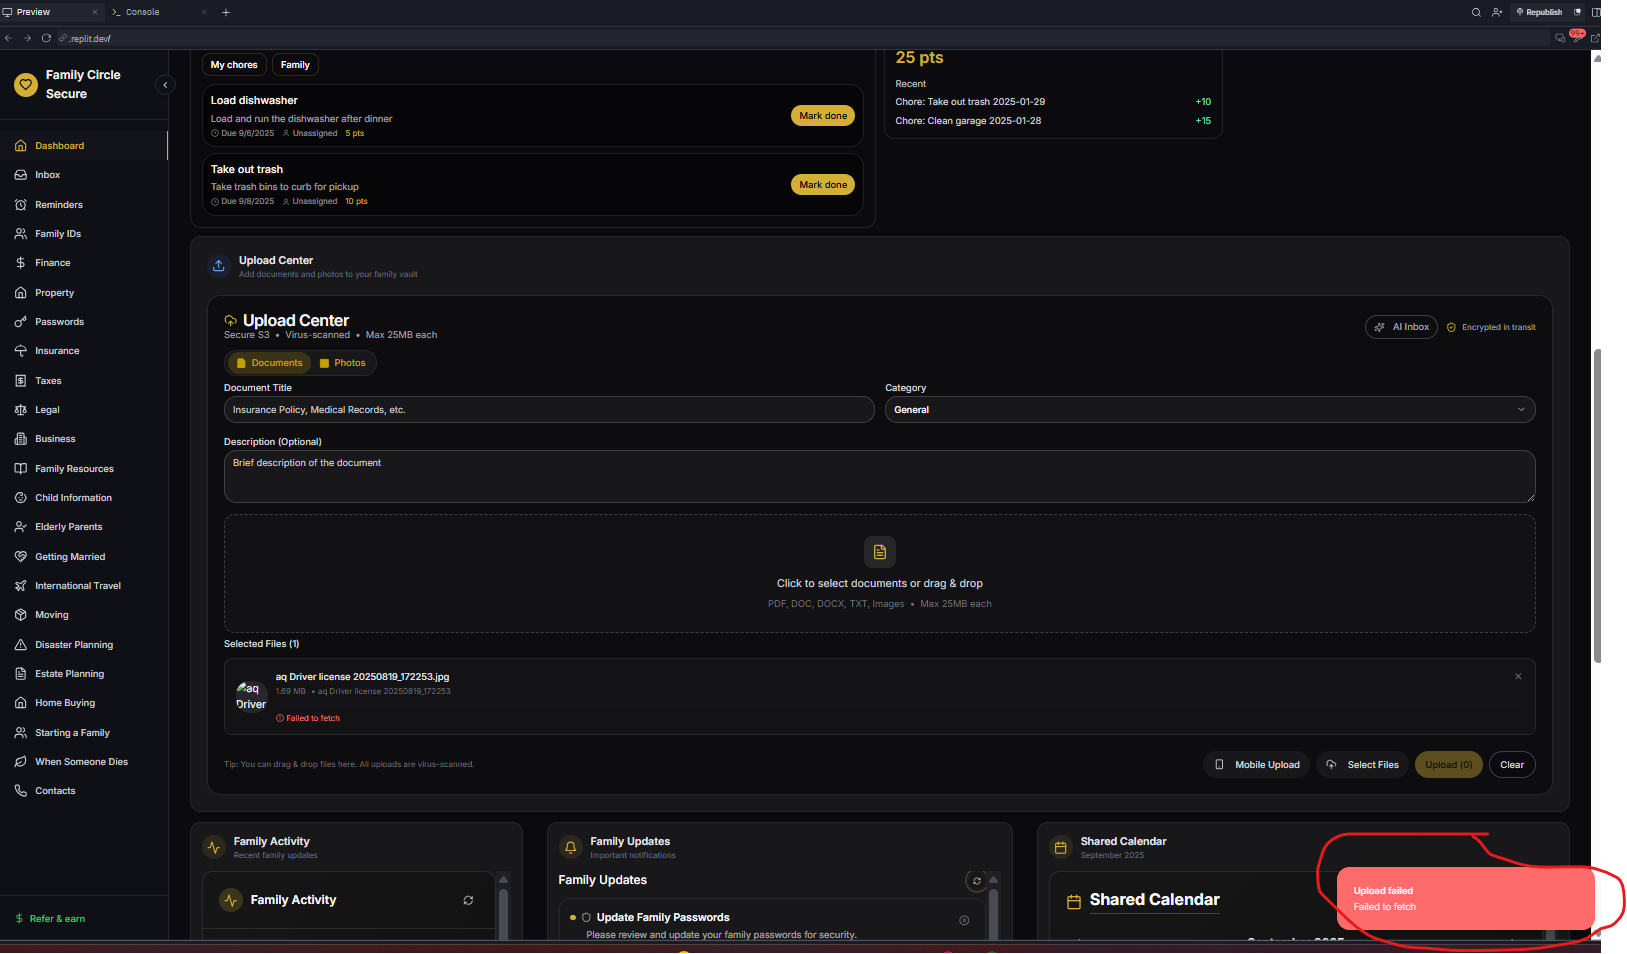 Preview
Console
Republish
.replit.dev/
99+
Family Circle
Secure
Dashboard
Inbox
Reminders
Family IDs
Finance
Property
Passwords
Insurance
Taxes
Legal
Business
Family Resources
Child Information
Elderly Parents
Getting Married
International Travel
Moving
Disaster Planning
Estate Planning
Home Buying
Starting a Family
When Someone Dies
Contacts
Refer & earn
My chores
Family
Load dishwasher
Load and run the dishwasher after dinner
Due 9/6/2025 Unassigned 5 pts
Mark done
Take out trash
Take trash bins to curb for pickup
Due 9/8/2025 Unassigned 10 pts
Mark done
25 pts
Recent
Chore: Take out trash 2025-01-29 +10
Chore: Clean garage 2025-01-28 +15
Upload Center
Add documents and photos to your family vault
Upload Center
Secure S3 • Virus-scanned • Max 25MB each
AI Inbox
Encrypted in transit
Documents
Photos
Document Title
Insurance Policy, Medical Records, etc.
Category
General
Description (Optional)
Brief description of the document
Click to select documents or drag & drop
PDF, DOC, DOCX, TXT, Images • Max 25MB each
Selected Files (1)
aq
Driver
aq Driver license 20250819_172253.jpg
1.69 MB • aq Driver license 20250819_172253
Failed to fetch
Tip: You can drag & drop files here. All uploads are virus-scanned.
Mobile Upload
Select Files
Upload (0)
Clear
Family Activity
Recent family updates
Family Activity
Family Updates
Important notifications
Family Updates
Update Family Passwords
Please review and update your family passwords for security.
Shared Calendar
September 2025
Shared Calendar
September 2025
Upload failed
Failed to fetch